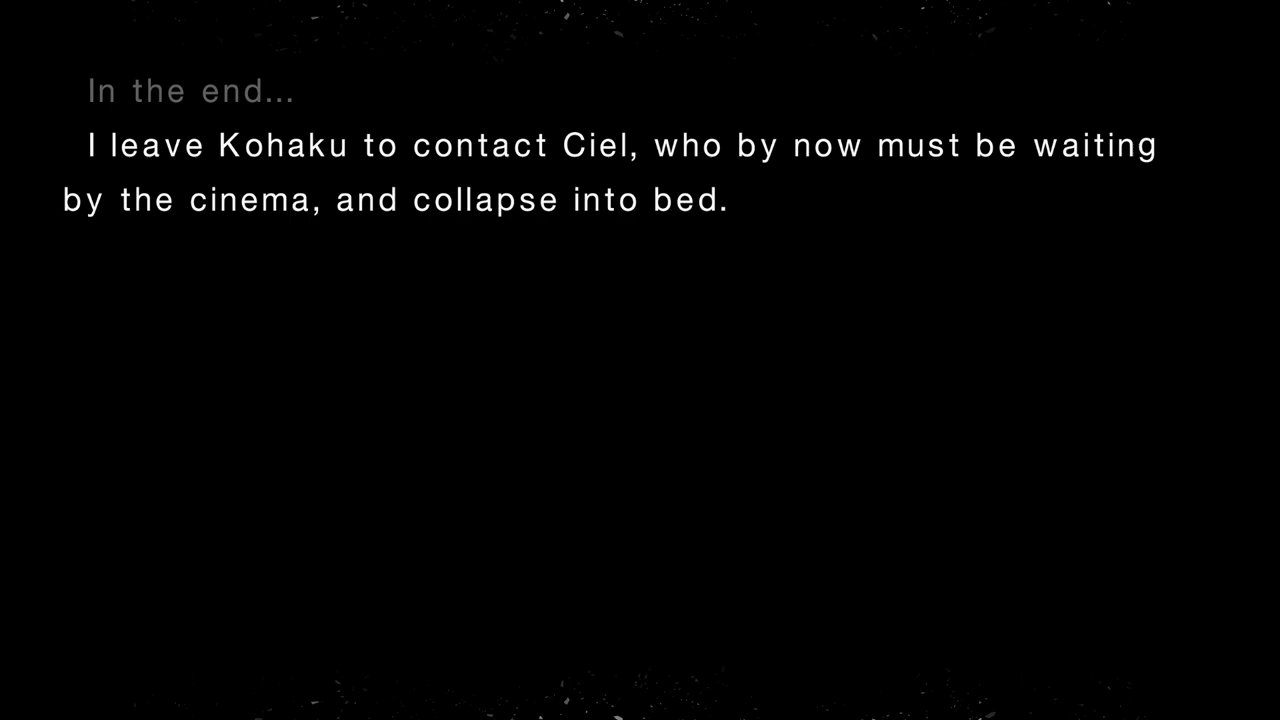 In the end...
I leave Kohaku to contact Ciel, who by now must be waiting
by the cinema, and collapse into bed.